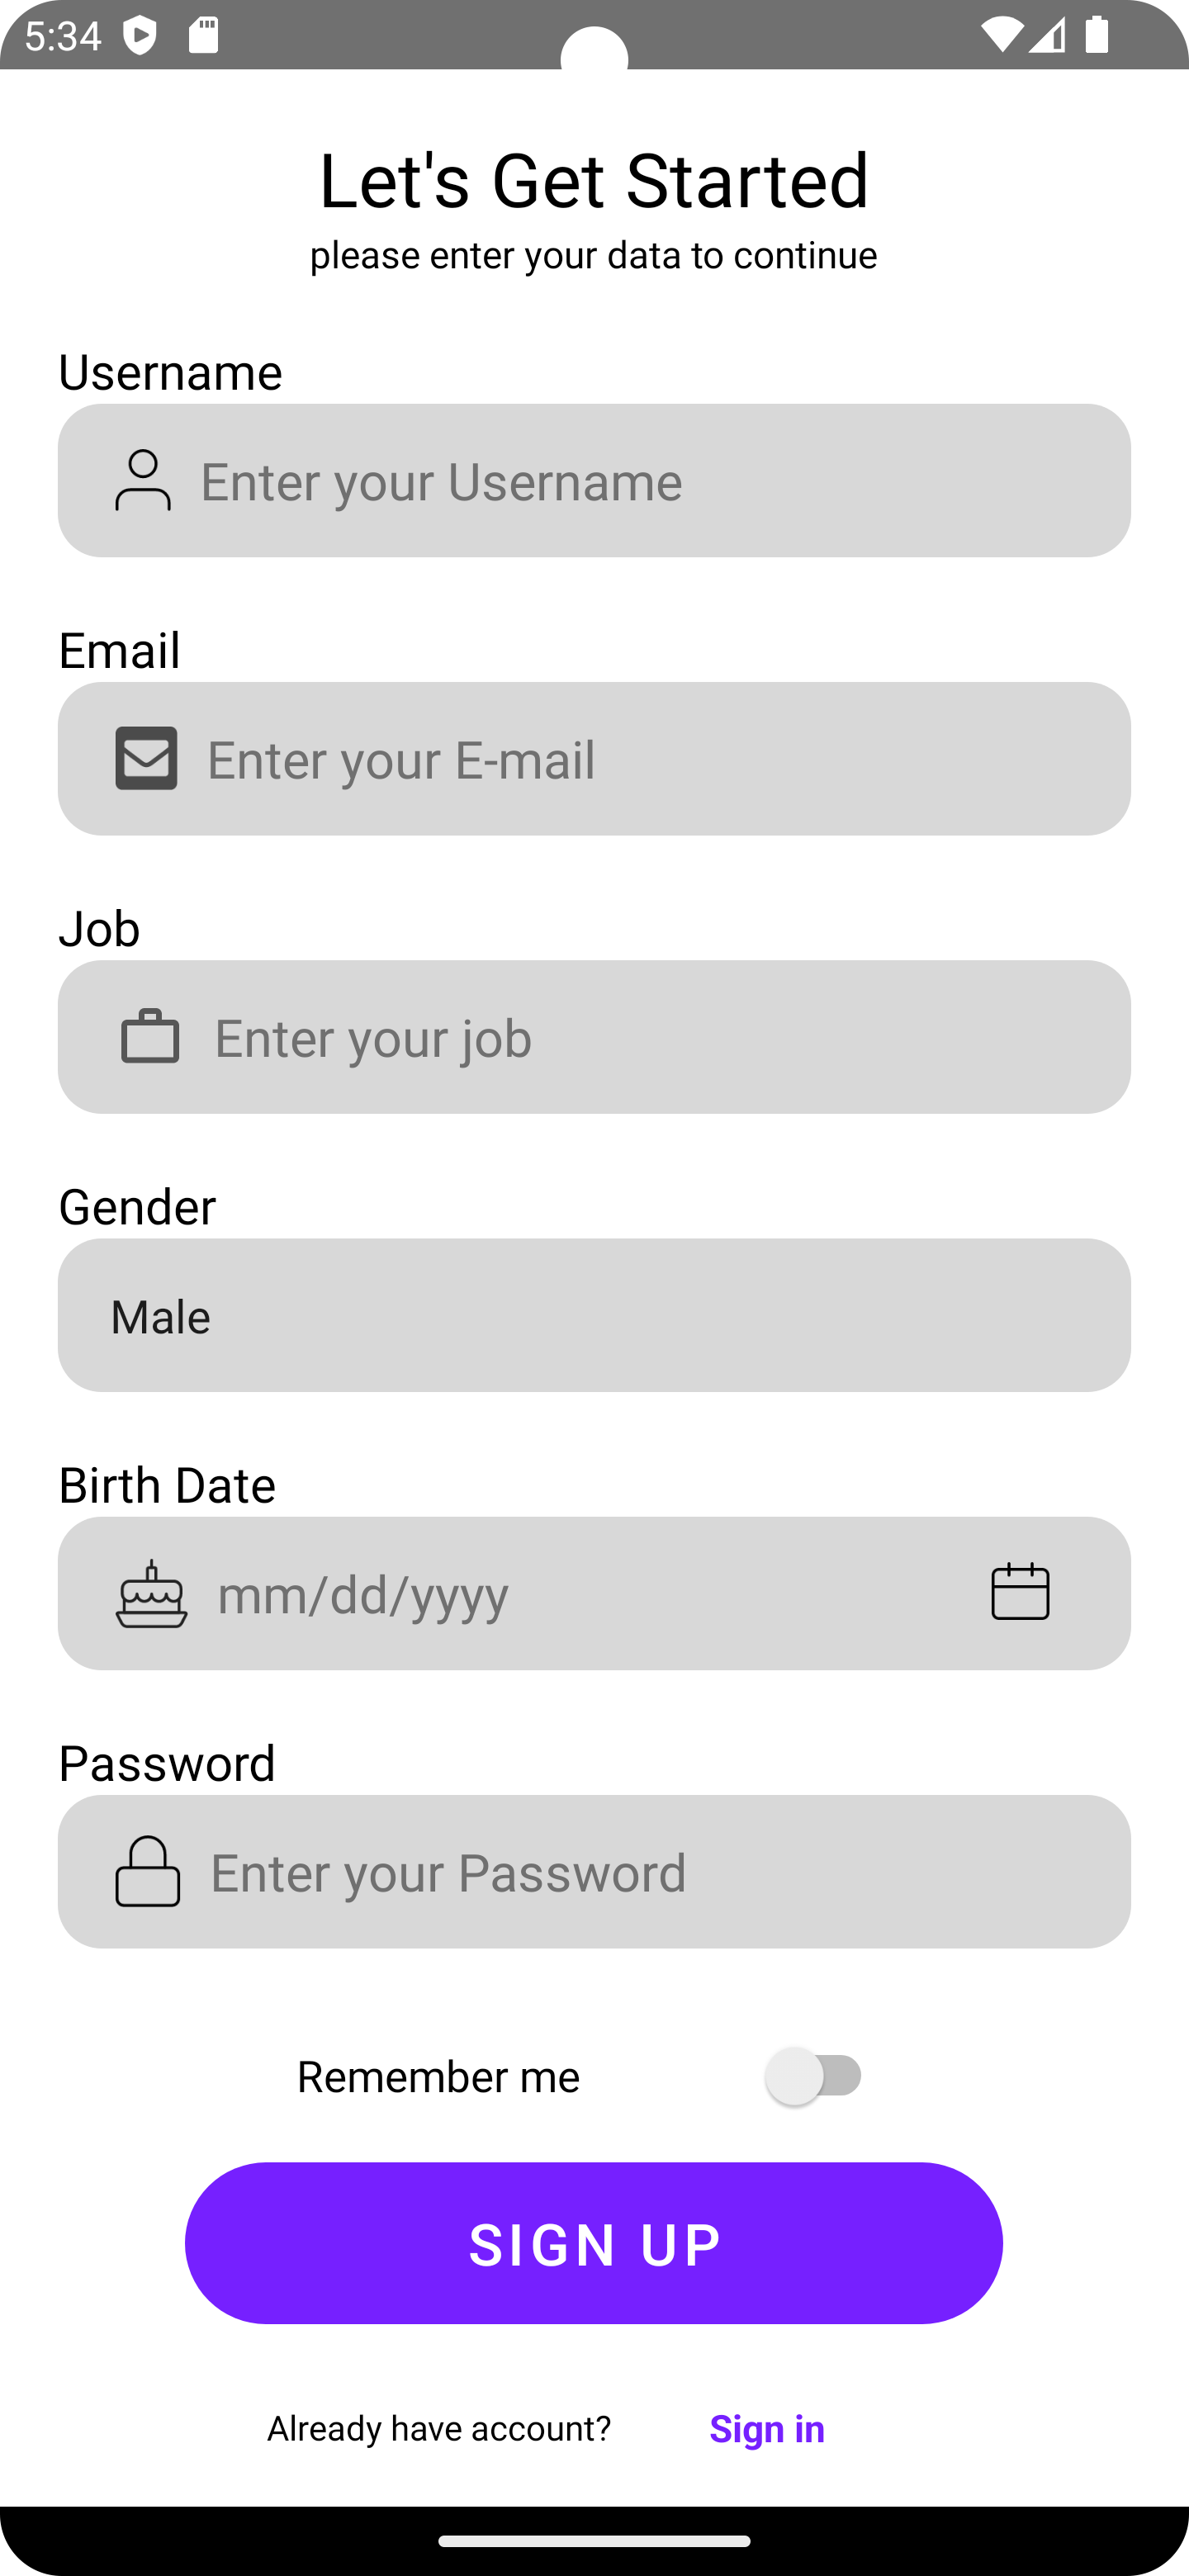 5:34
Let's Get Started
please enter your data to continue
Username
Enter your Username
Email
Enter your E-mail
Job
Enter your job
Gender
Male
Birth Date
mm/dd/yyyy
Password
Enter your Password
Remember me
SIGN UP
Already have account? Sign in